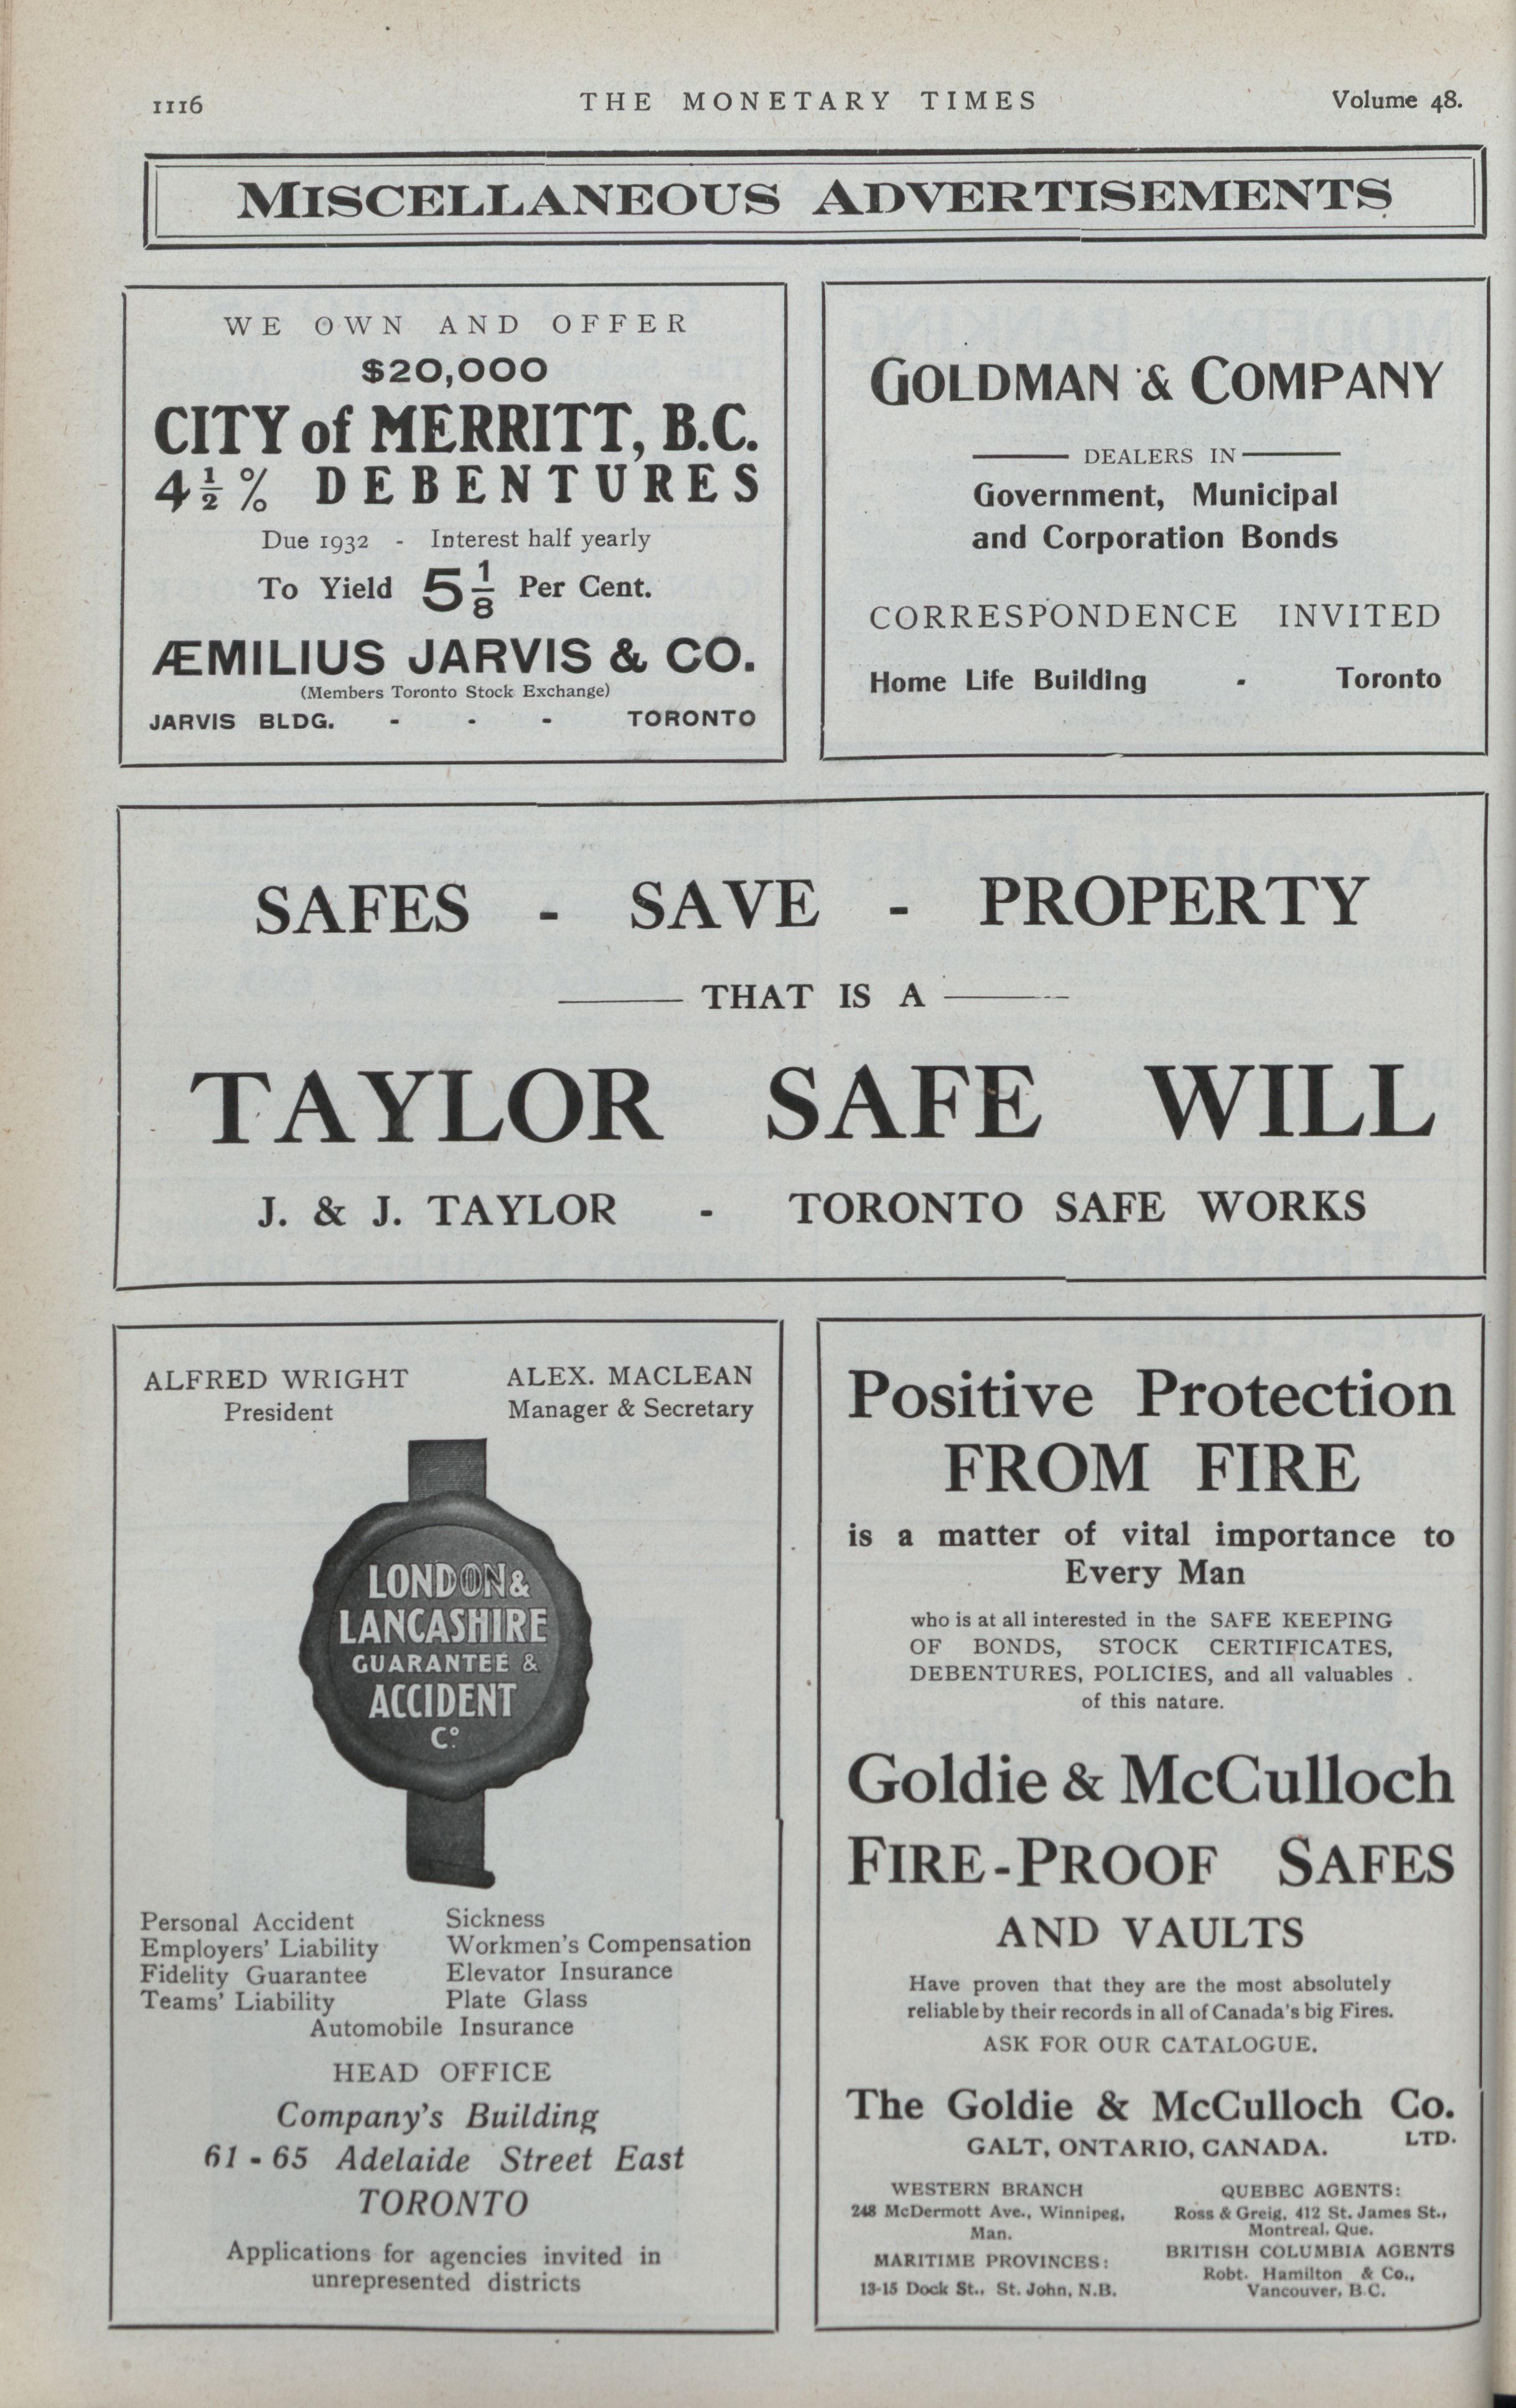 1116
THE MONETARY TIMES
Volume 48.
MISCELLANEOUS ADVERTISEMENTS
WE OWN AND OFFER
$20,000
CITY of MERRITT, B.C.
4½% DEBENTURES
Due 1932 - Interest half yearly
To Yield 5⅛ Per Cent.
ÆMILIUS JARVIS & CO.
(Members Toronto Stock Exchange)
JARVIS BLDG. - - - TORONTO
GOLDMAN & COMPANY
DEALERS IN
Government, Municipal
and Corporation Bonds
CORRESPONDENCE INVITED
Home Life Building - Toronto
SAFES - SAVE - PROPERTY
THAT IS A
TAYLOR SAFE WILL
J. & J. TAYLOR - TORONTO SAFE WORKS
ALFRED WRIGHT
President
ALEX. MACLEAN
Manager & Secretary
LONDON &
LANCASHIRE
GUARANTEE &
ACCIDENT
Co.
Personal Accident
Employers' Liability
Fidelity Guarantee
Teams' Liability
Sickness
Workmen's Compensation
Elevator Insurance
Plate Glass
Automobile Insurance
HEAD OFFICE
Company's Building
61 - 65 Adelaide Street East
TORONTO
Applications for agencies invited in
unrepresented districts
Positive Protection
FROM FIRE
is a matter of vital importance to
Every Man
who is at all interested in the SAFE KEEPING
OF BONDS, STOCK CERTIFICATES,
DEBENTURES, POLICIES, and all valuables
of this nature.
Goldie & McCulloch
FIRE-PROOF SAFES
AND VAULTS
Have proven that they are the most absolutely
reliable by their records in all of Canada's big Fires.
ASK FOR OUR CATALOGUE.
The Goldie & McCulloch Co.
LTD.
GALT, ONTARIO, CANADA.
WESTERN BRANCH
248 McDermott Ave., Winnipeg,
Man.
MARITIME PROVINCES:
13-15 Dock St., St. John, N.B.
QUEBEC AGENTS:
Ross & Greig, 412 St. James St.,
Montreal, Que.
BRITISH COLUMBIA AGENTS
Robt. Hamilton & Co.,
Vancouver, B.C.